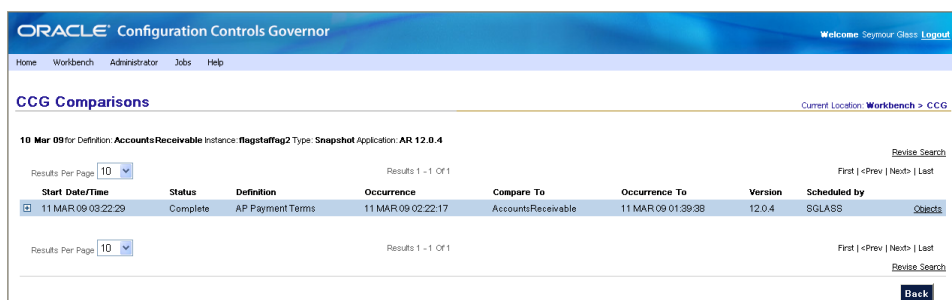 ORACLE® Configuration Controls Governor
Welcome Seymour Glass Logout
Home Workbench Administrator Jobs Help
CCG Comparisons
Current Location: Workbench > CCG
10 Mar 09 for Definition: AccountsReceivable Instance: flagstaffag2 Type: Snapshot Application: AR 12.0.4
Revise Search
Results Per Page 10 Results 1 - 1 Of 1 First | <Prev | Next> | Last
Start Date/Time Status Definition Occurrence Compare To Occurrence To Version Scheduled by
11 MAR 09 03:22:29 Complete AP Payment Terms 11 MAR 09 02:22:17 AccountsReceivable 11 MAR 09 01:39:38 12.0.4 SGLASS Objects
Results Per Page 10 Results 1 - 1 Of 1 First | <Prev | Next> | Last
Revise Search
Back